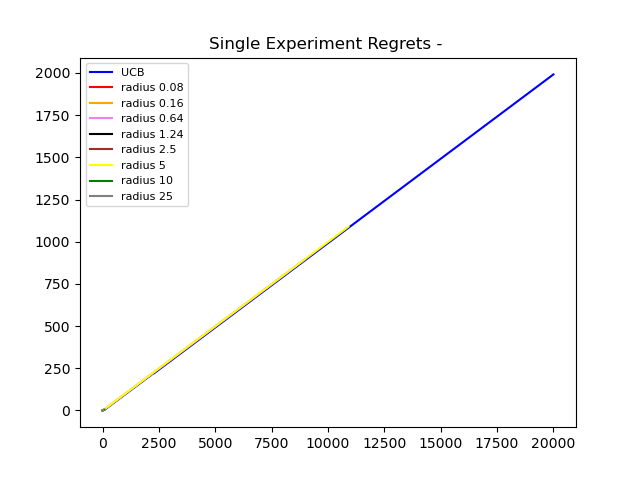 Single Experiment Regrets -
UCB
radius 0.08
radius 0.16
radius 0.64
radius 1.24
radius 2.5
radius 5
radius 10
radius 25
2000
1750
1500
1250
1000
750
500
250
0
0 2500 5000 7500 10000 12500 15000 17500 20000